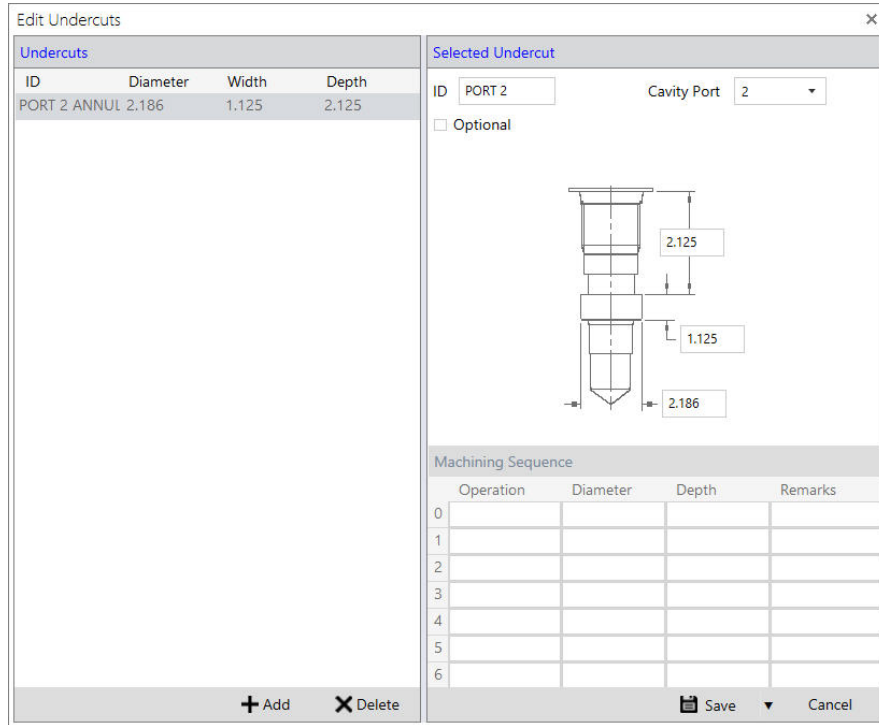 Edit Undercuts
Undercuts
ID Diameter Width Depth
PORT 2 ANNUL 2.186 1.125 2.125
Add Delete
Selected Undercut
ID PORT 2 Cavity Port 2
Optional
2.125
1.125
2.186
Machining Sequence
Operation Diameter Depth Remarks
0
1
2
3
4
5
6
Save Cancel